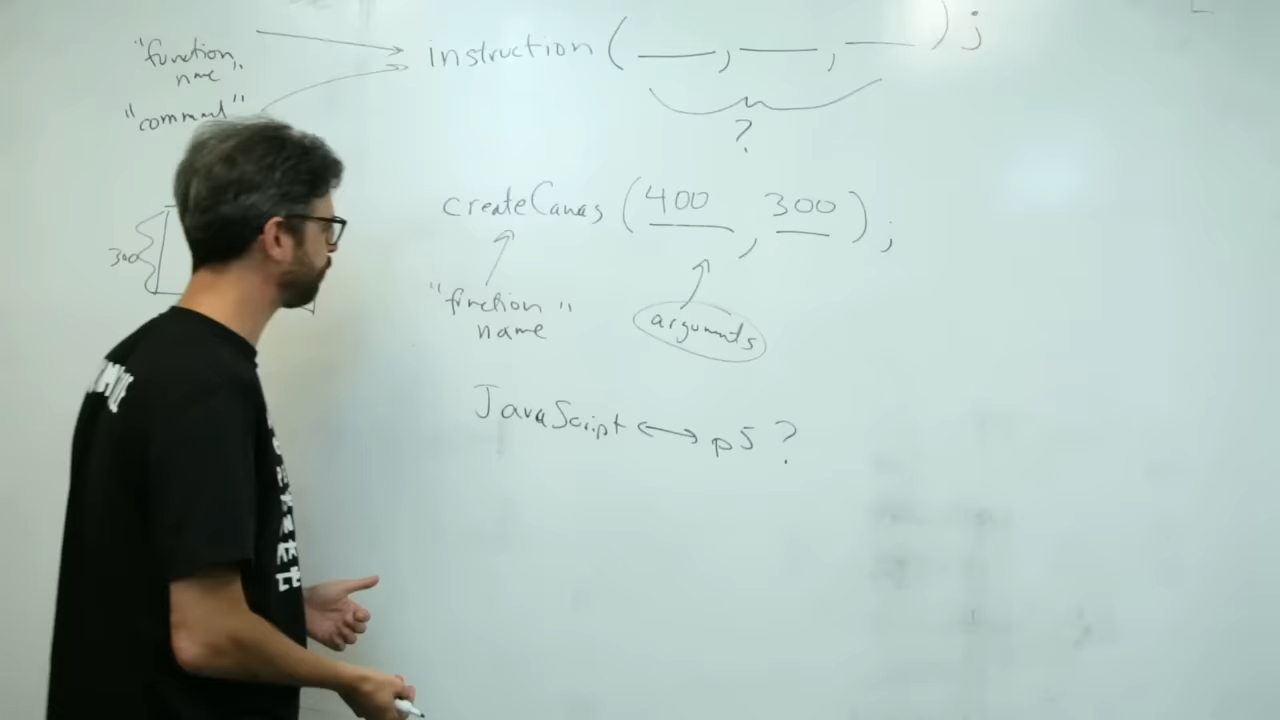 "function
name"
"command"
instruction ( ___, ___, ___ );
?
createCanvas ( 400 , 300 );
300
"function"
name
arguments
JavaScript ↔ p5 ?